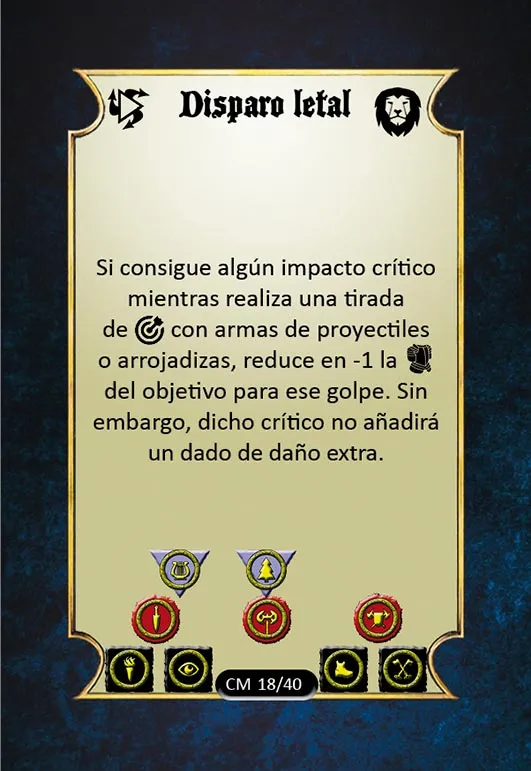 Disparo letal
Si consigue algún impacto crítico
mientras realiza una tirada
de con armas de proyectiles
o arrojadizas, reduce en -1 la
del objetivo para ese golpe. Sin
embargo, dicho crítico no añadirá
un dado de daño extra.
CM 18/40